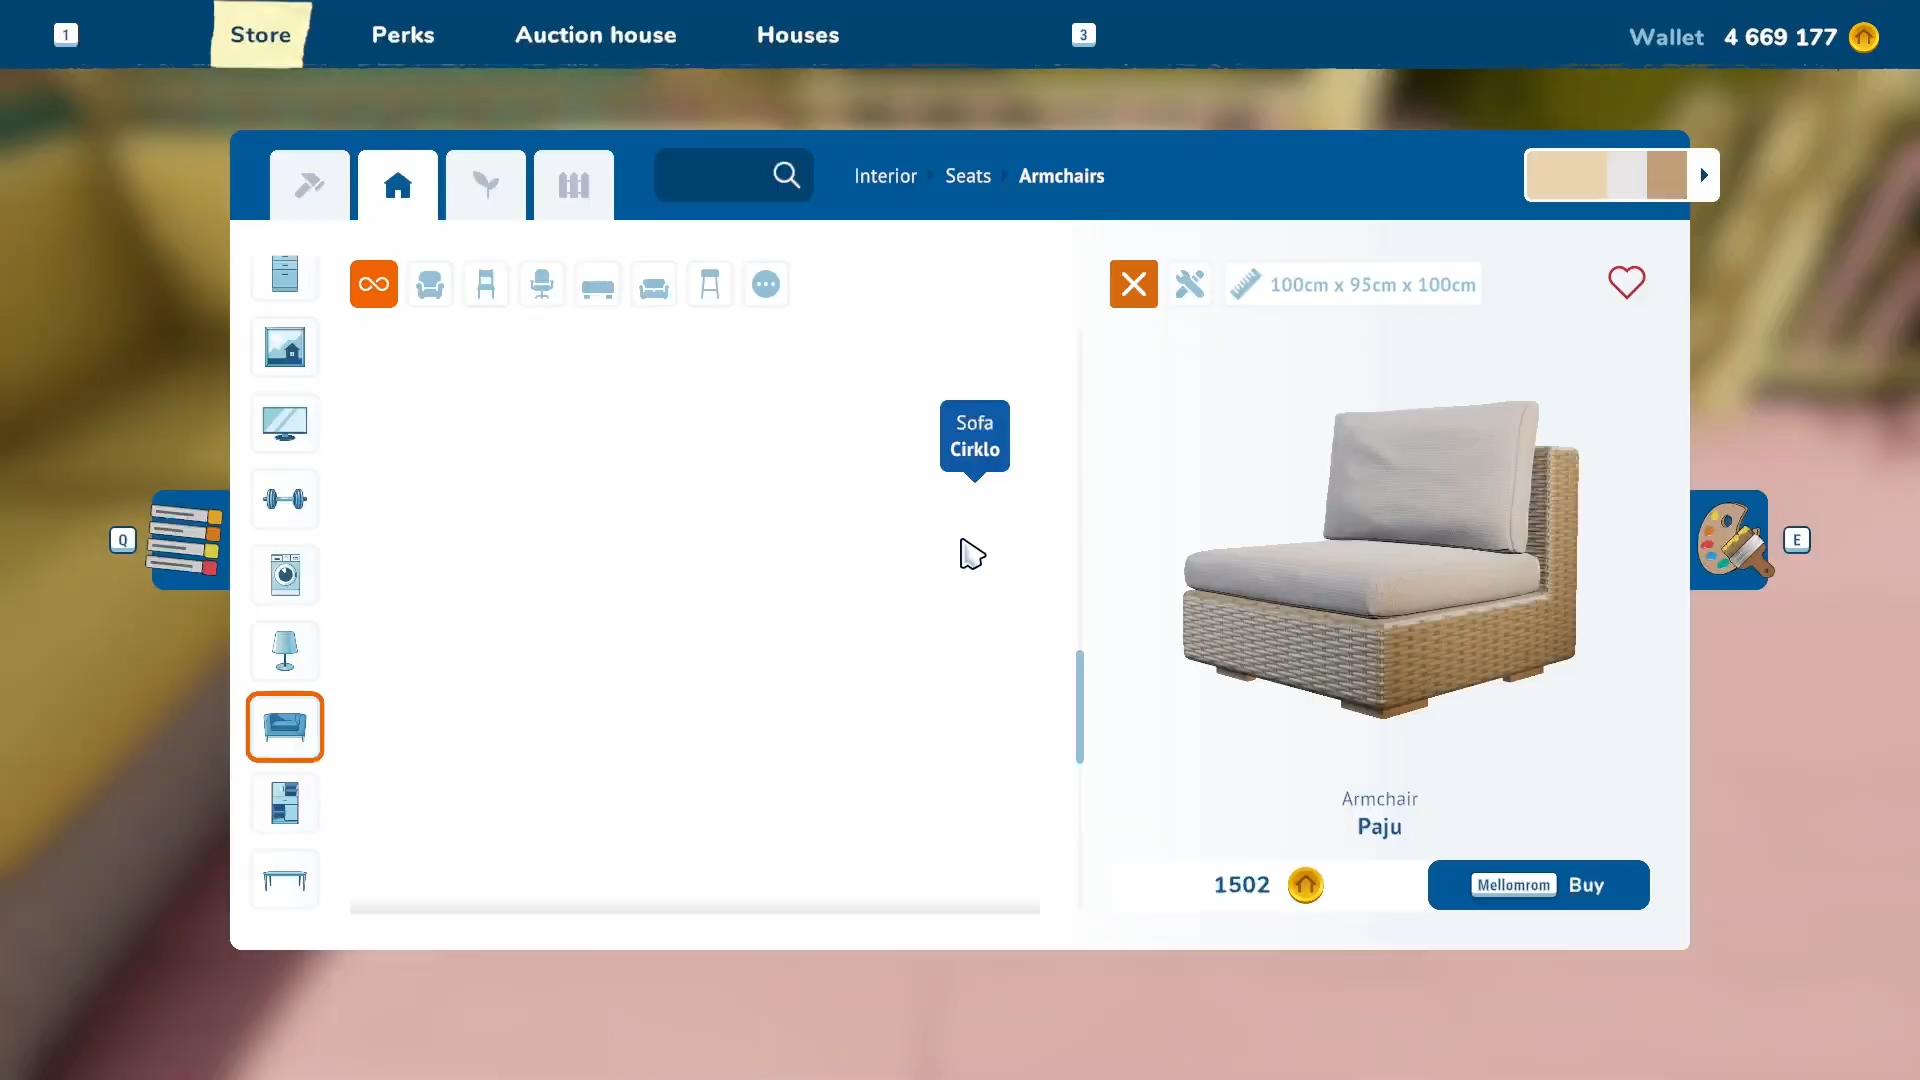 1
Store
Perks
Auction house
Houses
3
Wallet 4 669 177
Interior
Seats
Armchairs
100cm x 95cm x 100cm
Sofa
Cirklo
Q
E
Armchair
Paju
1502
Mellomrom Buy